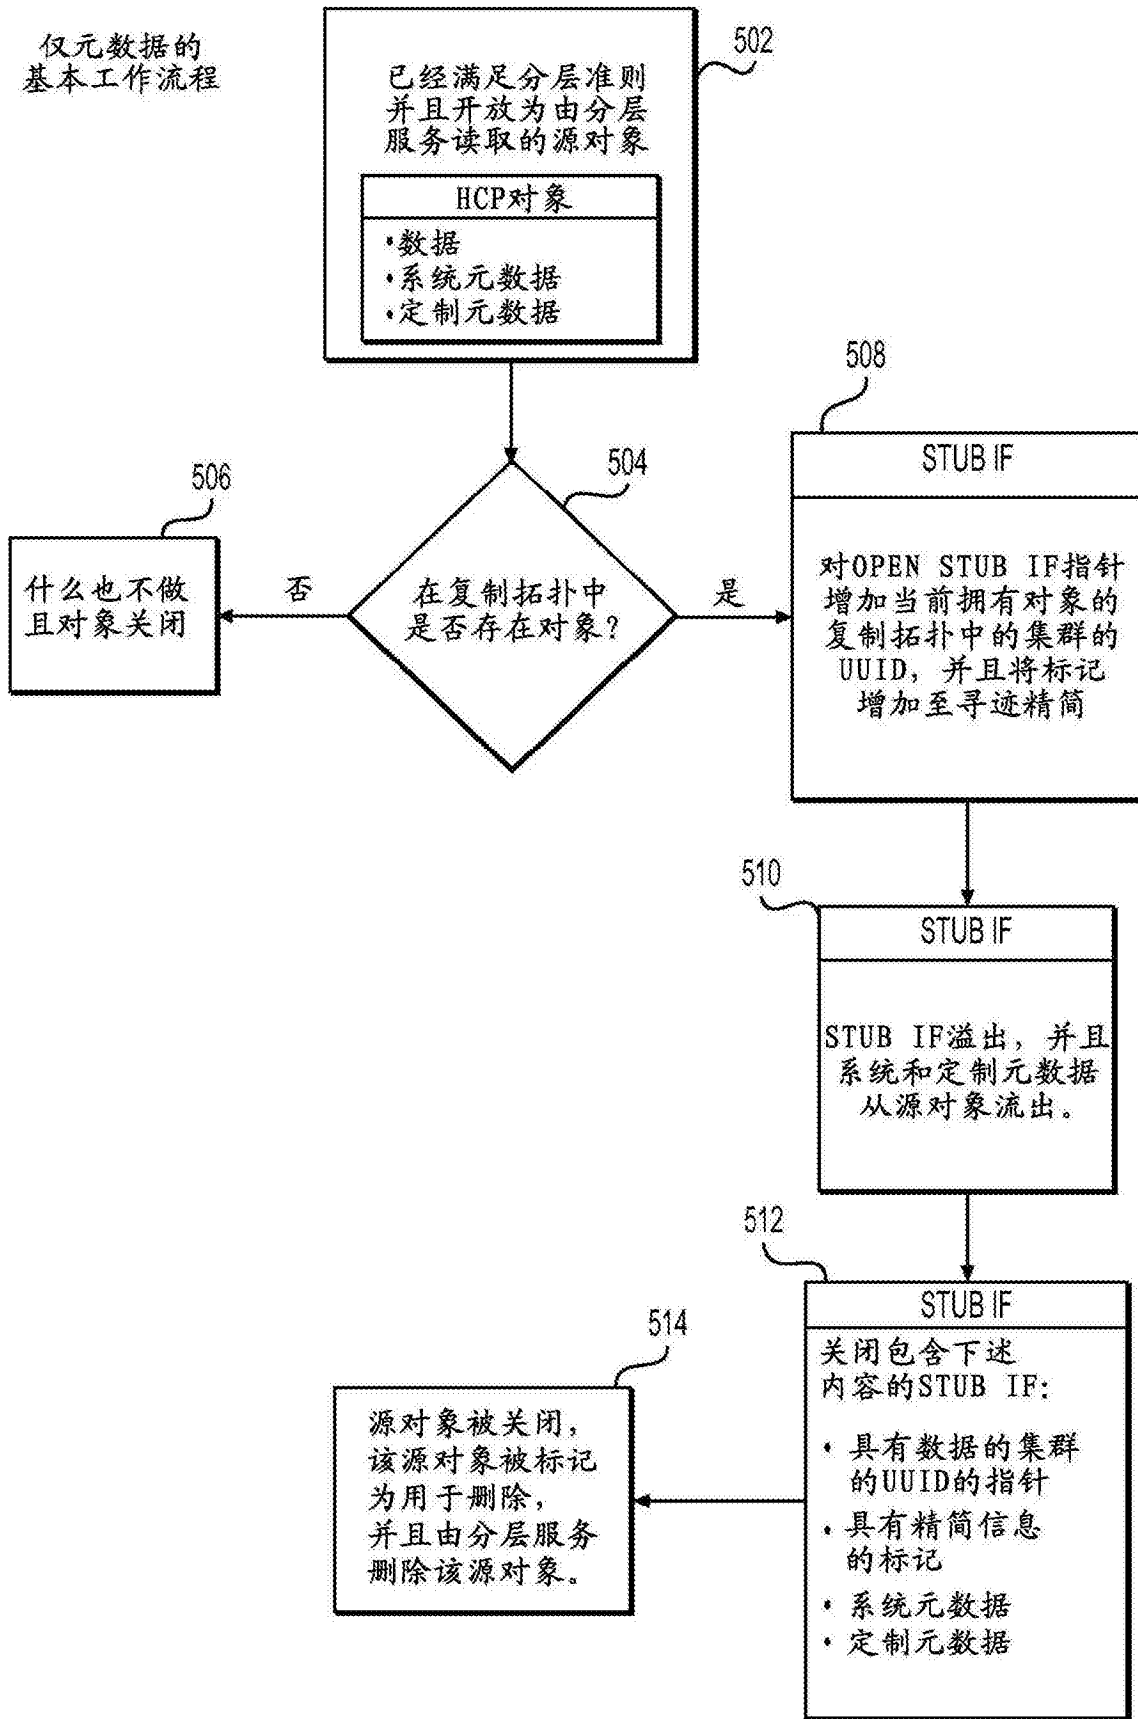 仅元数据的
基本工作流程
502
已经满足分层准则
并且开放为由分层
服务读取的源对象
HCP对象
·数据
·系统元数据
·定制元数据
504
在复制拓扑中
是否存在对象？
否
是
506
什么也不做
且对象关闭
508
STUB IF
对OPEN STUB IF指针
增加当前拥有对象的
复制拓扑中的集群的
UUID，并且将标记
增加至寻迹精简
510
STUB IF
STUB IF溢出，并且
系统和定制元数据
从源对象流出。
512
STUB IF
关闭包含下述
内容的STUB IF：
· 具有数据的集群
的UUID的指针
· 具有精简信息
的标记
· 系统元数据
· 定制元数据
514
源对象被关闭，
该源对象被标记
为用于删除，
并且由分层服务
删除该源对象。